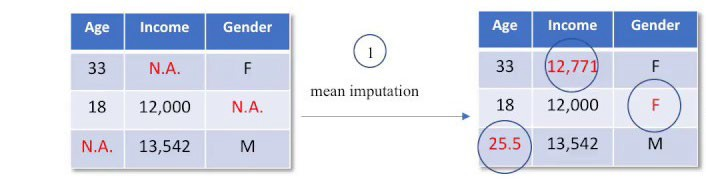 Age Income Gender
33 N.A. F
18 12,000 N.A.
N.A. 13,542 M
1
mean imputation
Age Income Gender
33 12,771 F
18 12,000 F
25.5 13,542 M